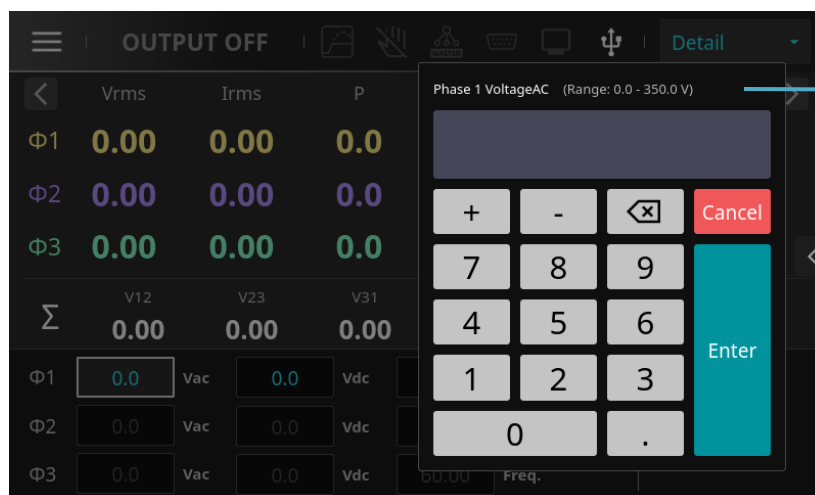 OUTPUT OFF MASTER Detail
Phase 1 VoltageAC (Range: 0.0 - 350.0 V)
Vrms Irms P
Φ1 0.00 0.00 0.0
Φ2 0.00 0.00 0.0
Φ3 0.00 0.00 0.0
V12 V23 V31
Σ 0.00 0.00 0.00
Φ1 0.0 Vac 0.0 Vdc
Φ2 0.0 Vac 0.0 Vdc
Φ3 0.0 Vac 0.0 Vdc 60.00 Freq.
+ - Cancel
7 8 9
4 5 6
Enter
1 2 3
0 .